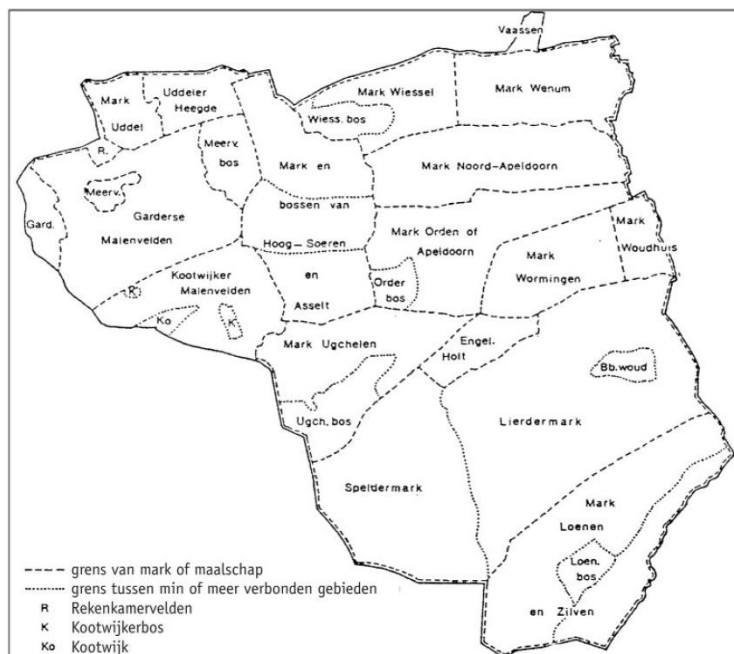 Vaassen
Mark Wiessel
Mark Wenum
Wiess. bos
Mark
Uddel
Uddeler
Heegde
R.
Meerv.
bos
Mark en
bossen van
Hoog-Soeren
en
Asselt
Mark Noord-Apeldoorn
Meerv.
Gard.
Garderse
Malenvelden
Mark Orden of
Apeldoorn
Mark
Woudhuis
Mark
Wormingen
Order
bos
Kootwijker
Malenvelden
R
Ko
K
Mark Ugchelen
Engel.
Holt
Bb.woud
Ugch.bos
Lierdermark
Speldermark
Mark
Loenen
Loen.
bos
en Zilven
grens van mark of maalschap
grens tussen min of meer verbonden gebieden
R Rekenkamervelden
K Kootwijkerbos
Ko Kootwijk